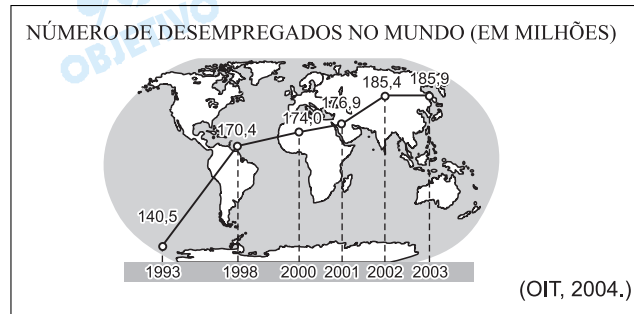 OBJETIVO
NÚMERO DE DESEMPREGADOS NO MUNDO (EM MILHÕES)
185,4 185,9
176,9
174,0
170,4
140,5
1993 1998 2000 2001 2002 2003
(OIT, 2004.)